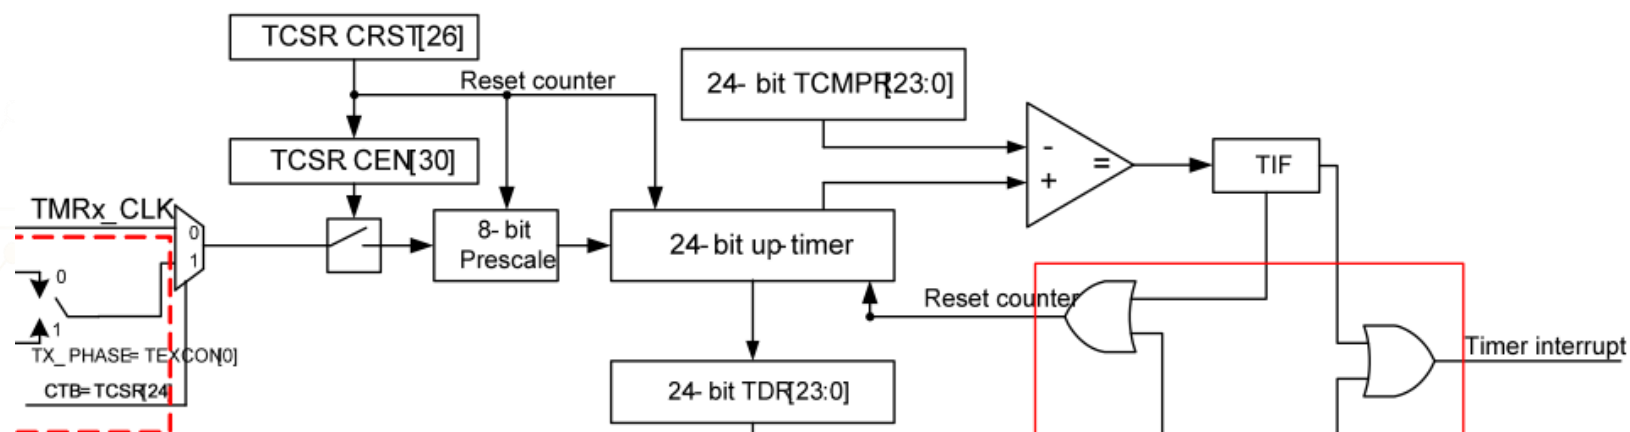 TCSR CRST[26]
Reset counter
24- bit TCMPR[23:0]
TCSR CEN[30]
-
=
+
TIF
TMRx_CLK
0
1
8- bit
Prescale
24- bit up- timer
0
1
Reset counter
TX_PHASE= TEXCON[0]
CTB= TCSR[24]
24- bit TDR[23:0]
Timer interrupt